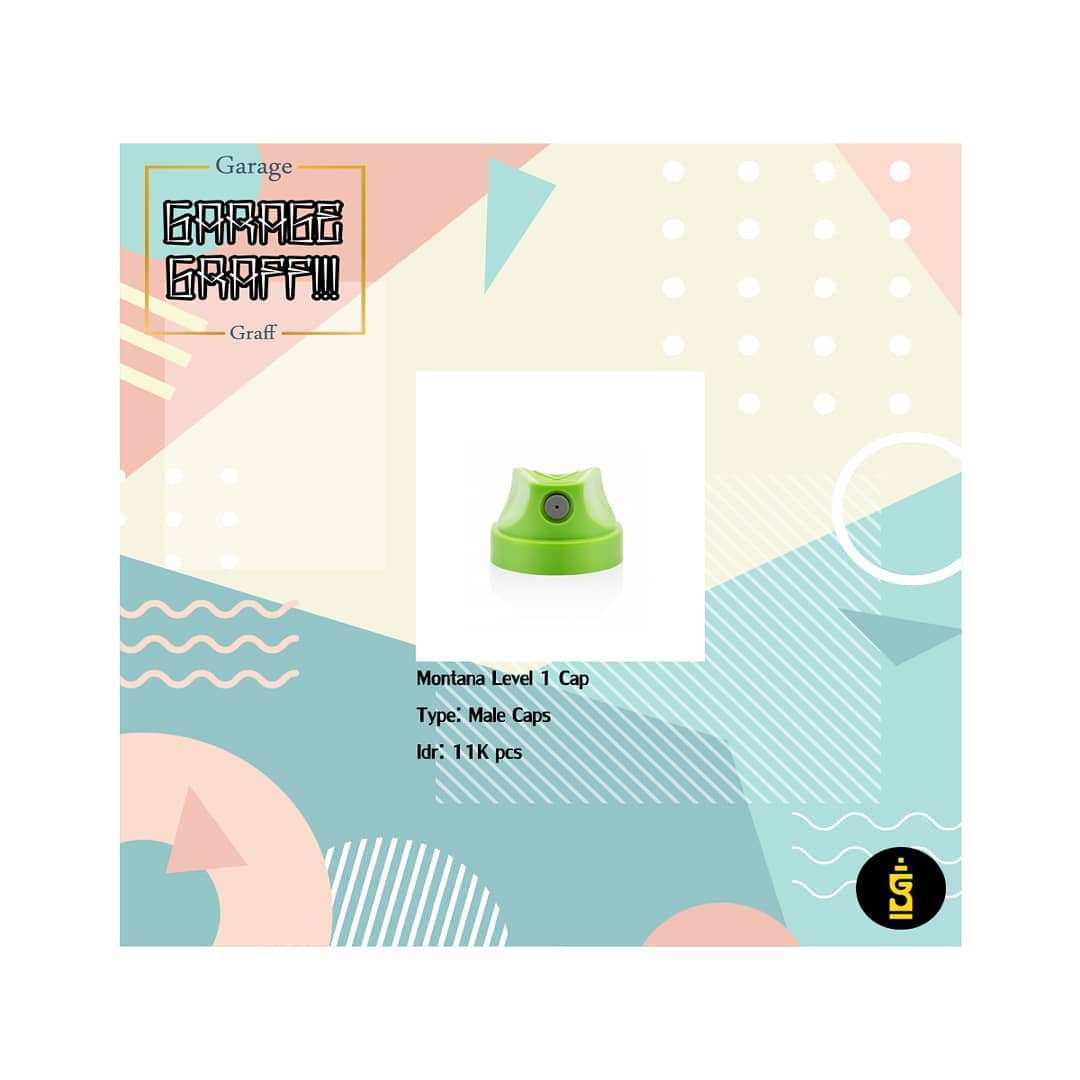 Garage
GARAGE
GRAFF!!!
Graff
Montana Level 1 Cap
Type: Male Caps
Idr: 11K pcs